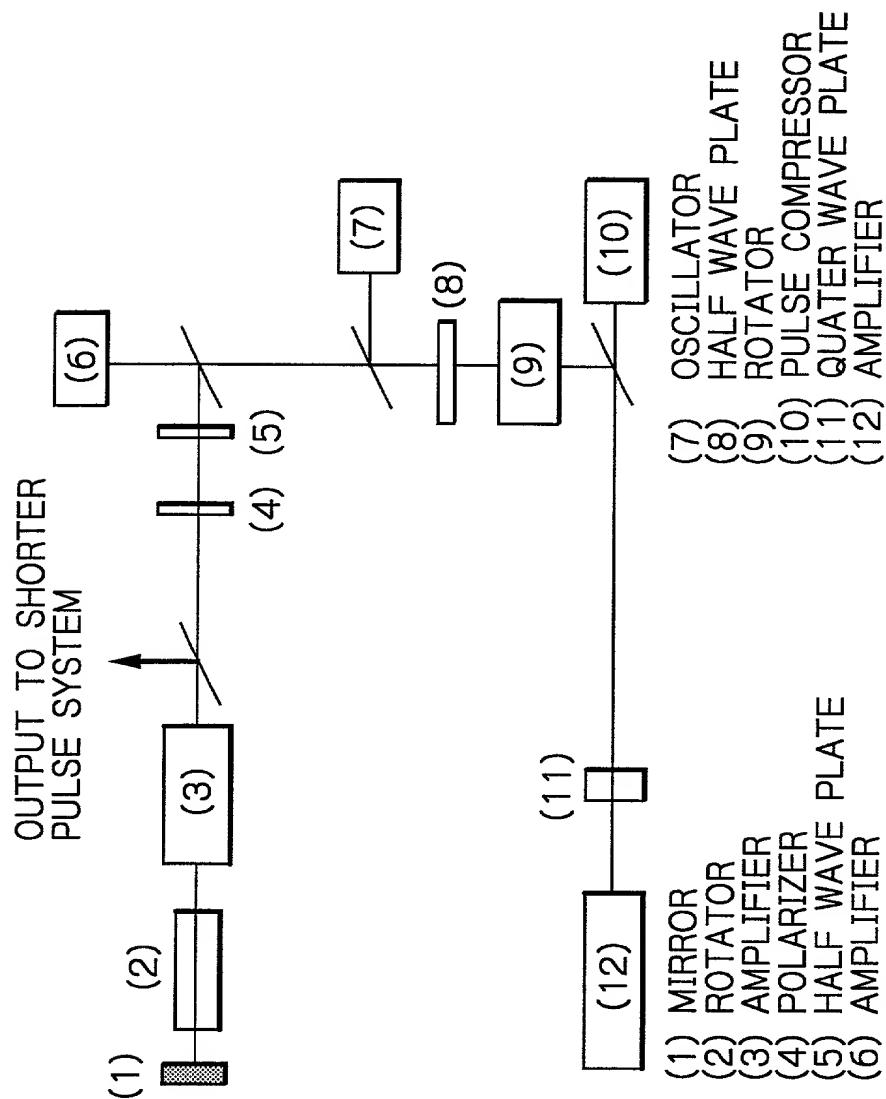 OUTPUT TO SHORTER
PULSE SYSTEM
(1)
(2)
(3)
(4)
(5)
(6)
(7)
(8)
(9)
(10)
(11)
(12)
(1) MIRROR
(2) ROTATOR
(3) AMPLIFIER
(4) POLARIZER
(5) HALF WAVE PLATE
(6) AMPLIFIER
(7) OSCILLATOR
(8) HALF WAVE PLATE
(9) ROTATOR
(10) PULSE COMPRESSOR
(11) QUATER WAVE PLATE
(12) AMPLIFIER